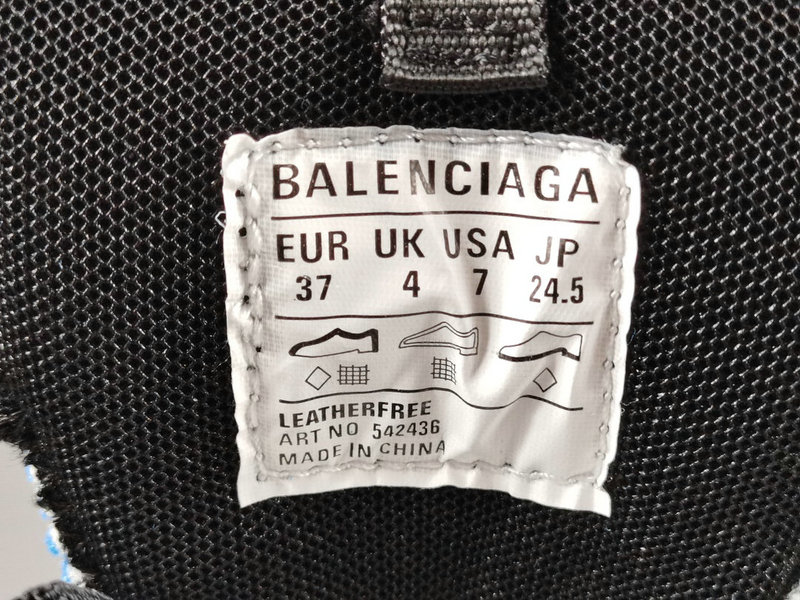 BALENCIAGA
EUR UK USA JP
37 4 7 24.5
LEATHERFREE
ART NO 542436
MADE IN CHINA